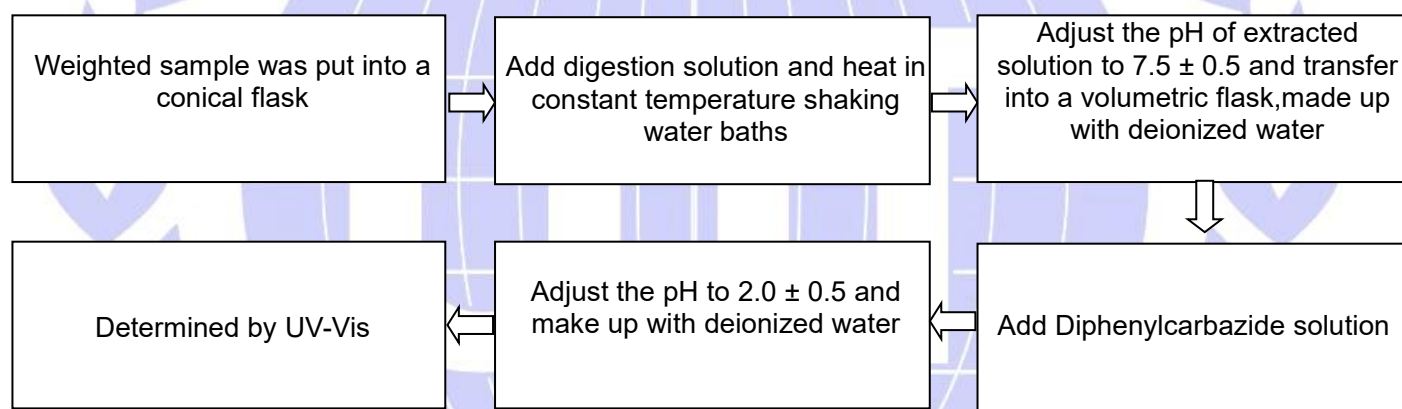 Weighted sample was put into a
conical flask
Add digestion solution and heat in
constant temperature shaking
water baths
Adjust the pH of extracted
solution to 7.5 ± 0.5 and transfer
into a volumetric flask,made up
with deionized water
Add Diphenylcarbazide solution
Adjust the pH to 2.0 ± 0.5 and
make up with deionized water
Determined by UV-Vis